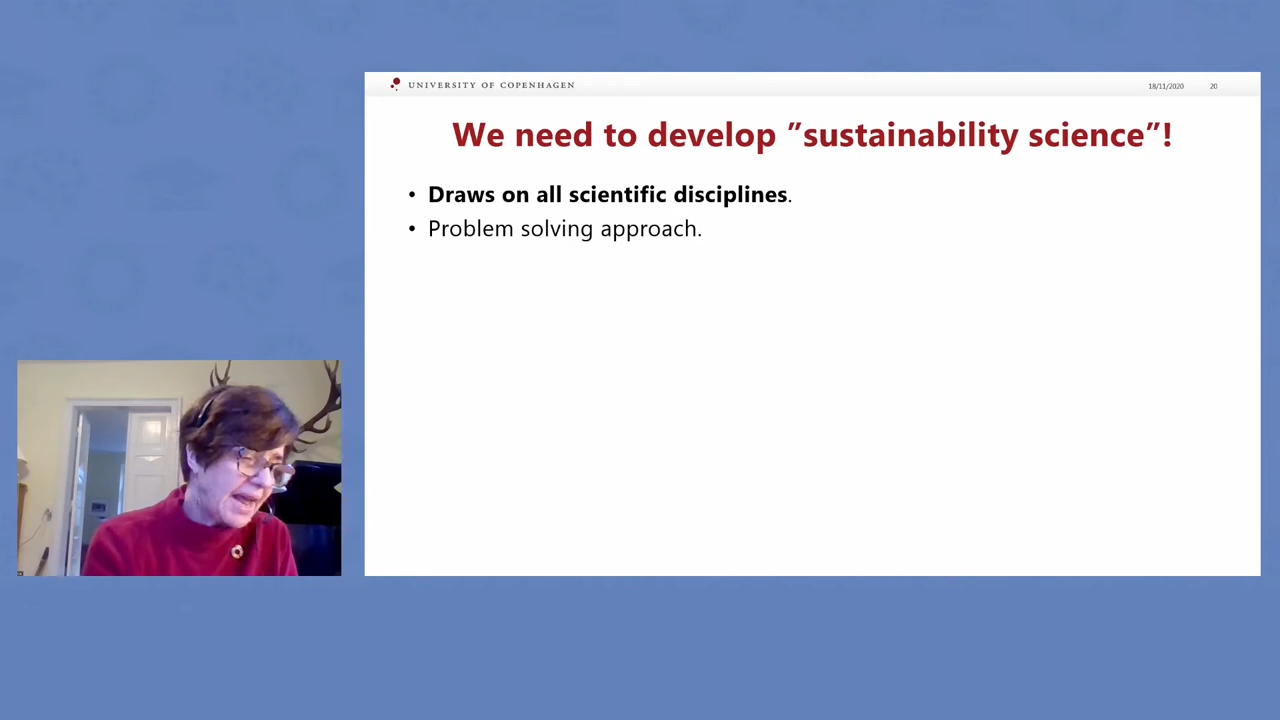 UNIVERSITY OF COPENHAGEN 18/11/2020 20
We need to develop ”sustainability science”!
• Draws on all scientific disciplines.
• Problem solving approach.